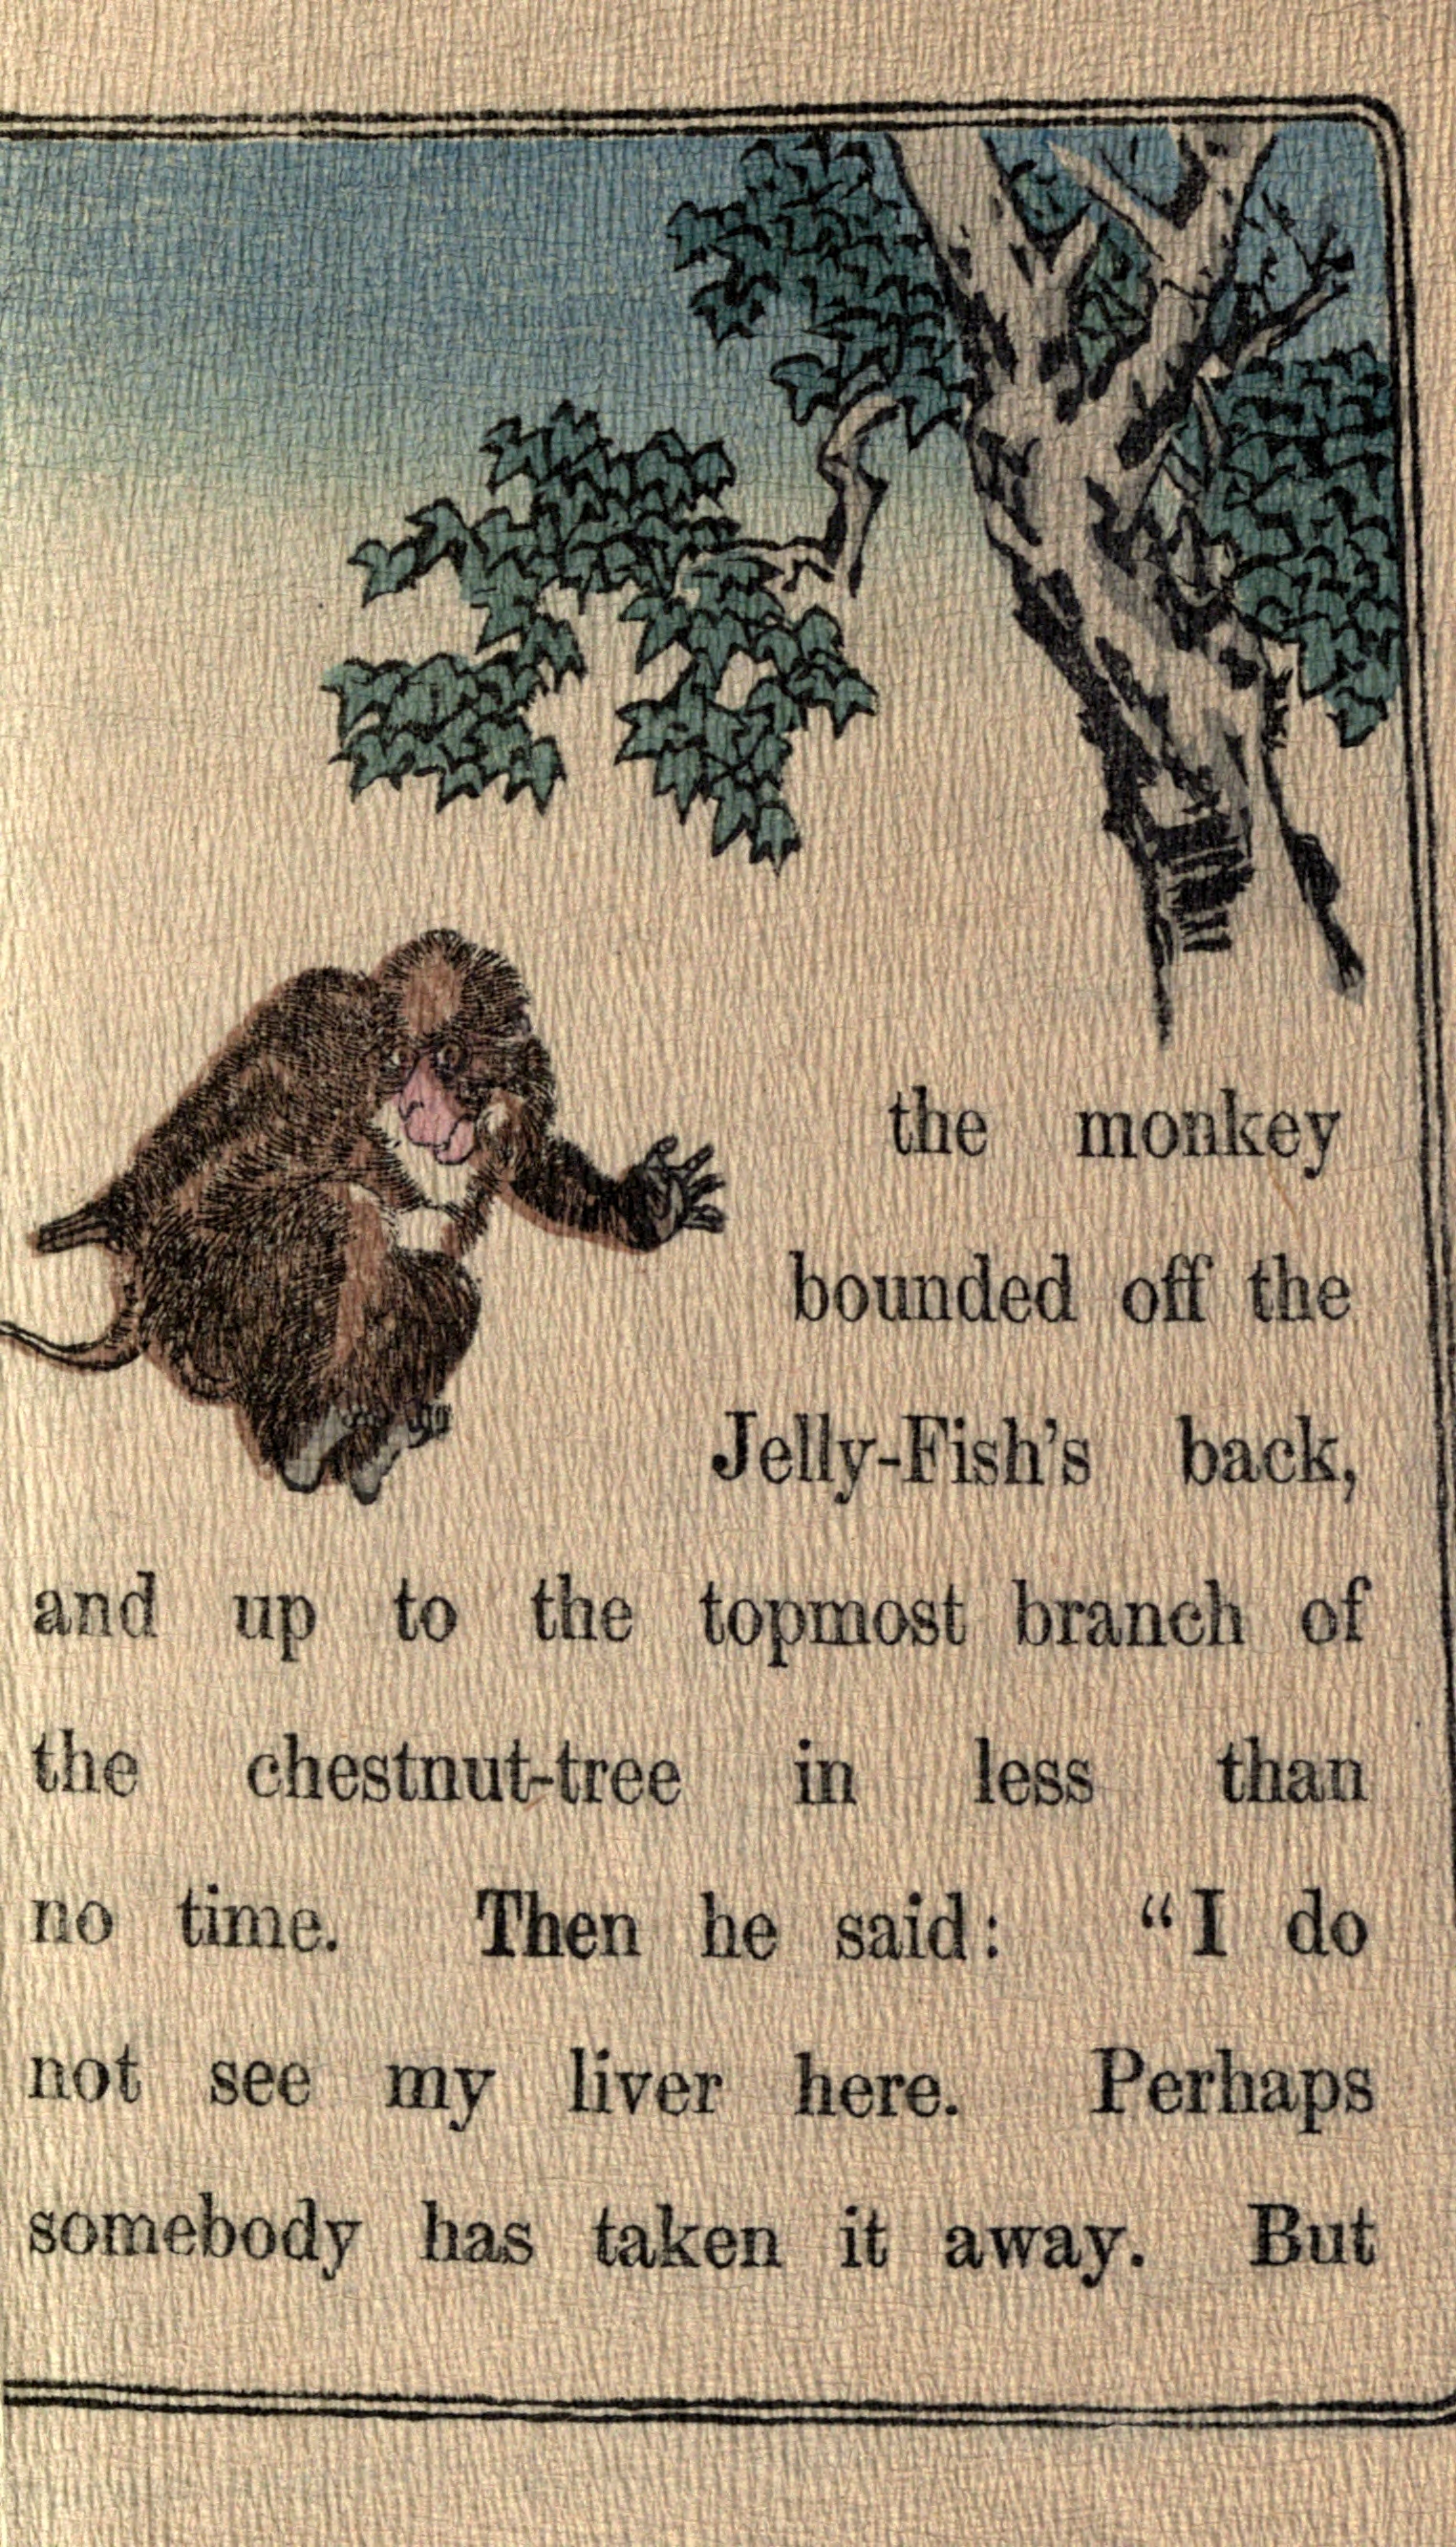 the monkey
bounded off the
Jelly-Fish's back,
and up to the topmost branch of
the chestnut-tree in less than
no time. Then he said: "I do
not see my liver here. Perhaps
somebody has taken it away. But